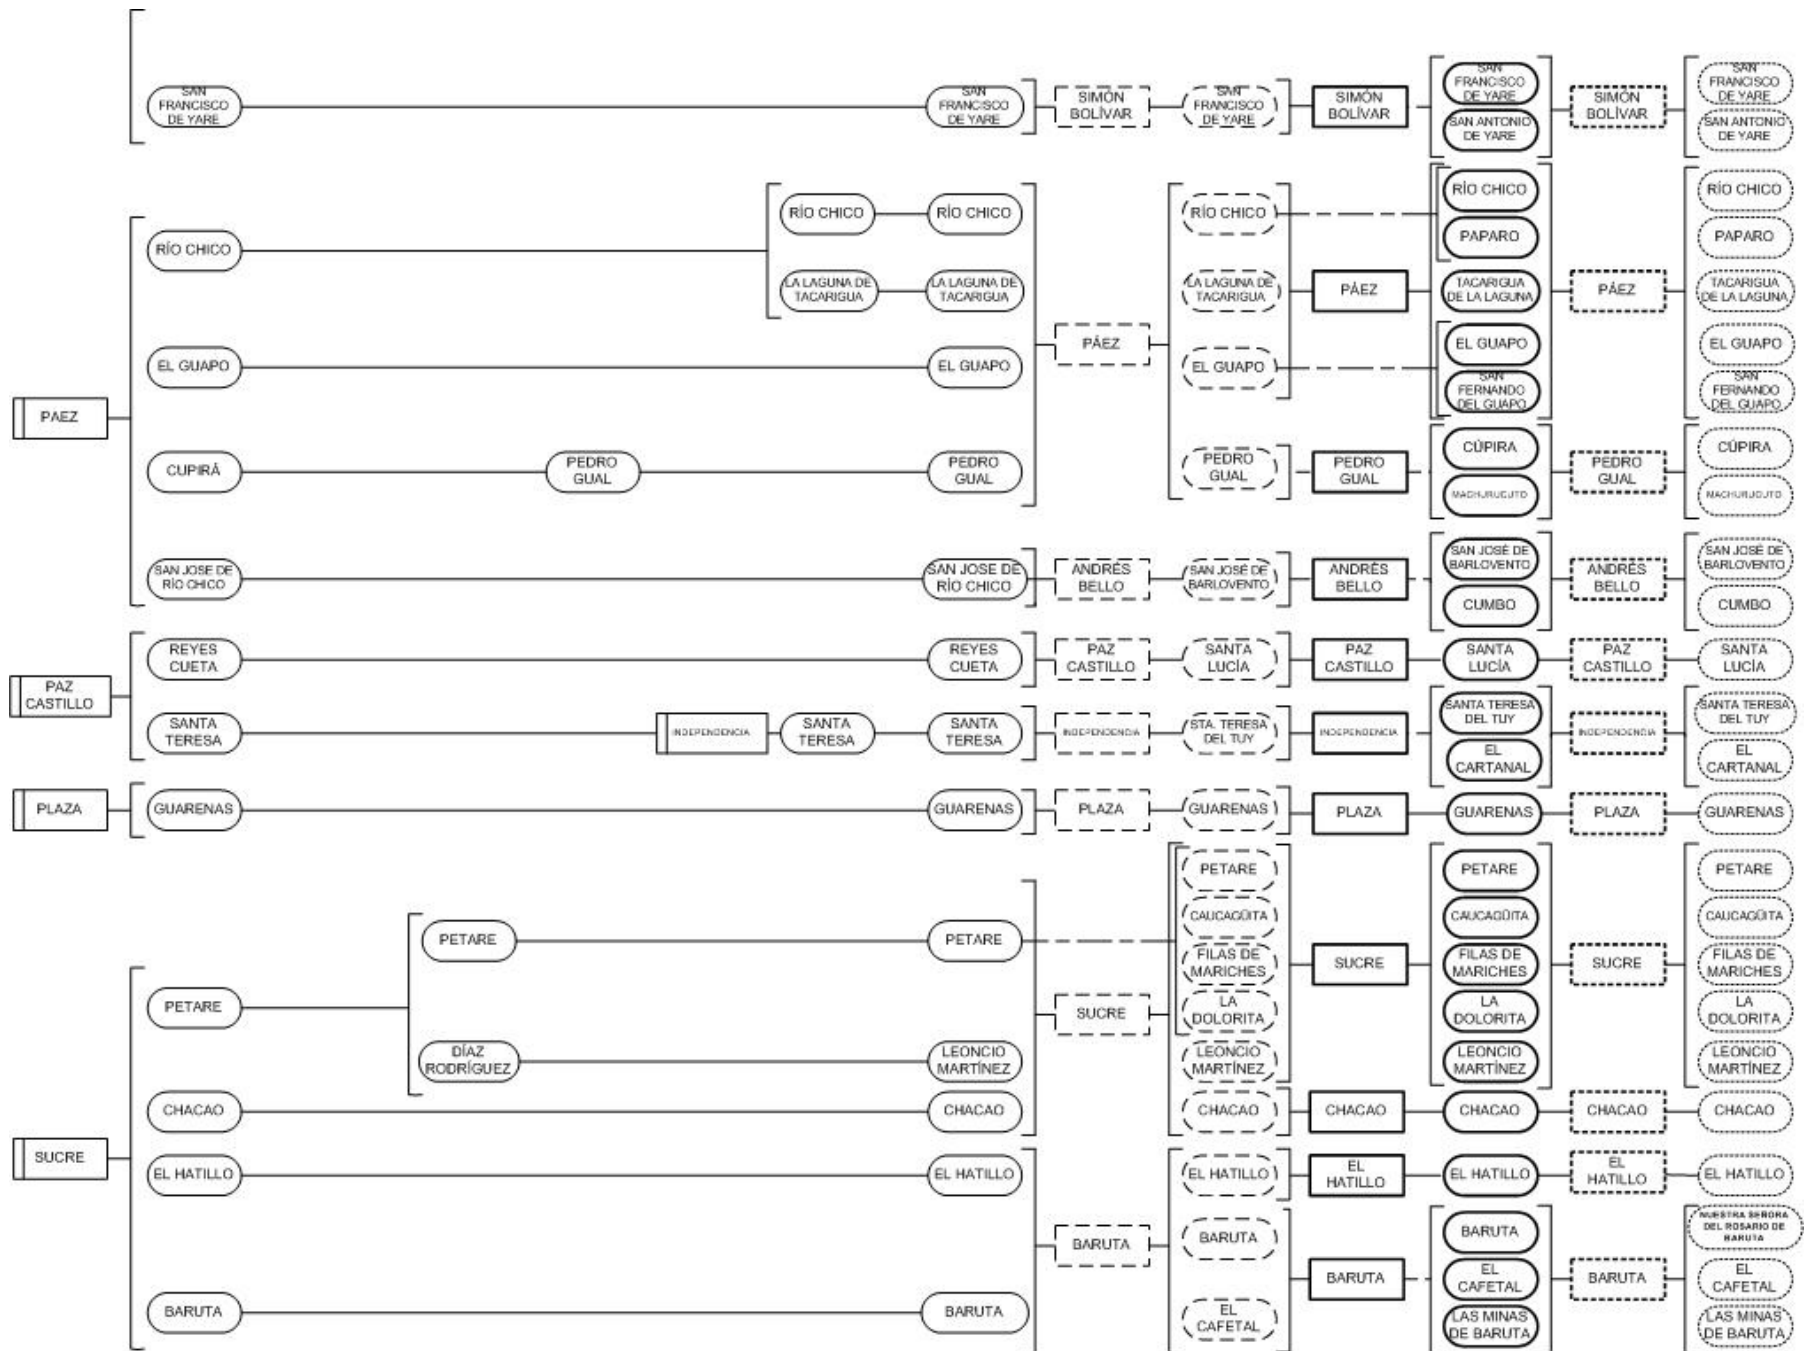 SAN
FRANCISCO
DE YARE
SAN
FRANCISCO
DE YARE
SIMÓN
BOLÍVAR
SAN
FRANCISCO
DE YARE
SIMÓN
BOLÍVAR
SAN
FRANCISCO
DE YARE
SAN ANTONIO
DE YARE
SIMÓN
BOLÍVAR
SAN
FRANCISCO
DE YARE
SAN ANTONIO
DE YARE
PAEZ
RÍO CHICO
RÍO CHICO
RÍO CHICO
LA LAGUNA DE
TACARIGUA
LA LAGUNA DE
TACARIGUA
EL GUAPO
EL GUAPO
CUPIRÁ
PEDRO
GUAL
PEDRO
GUAL
PÁEZ
RÍO CHICO
LA LAGUNA DE
TACARIGUA
EL GUAPO
PEDRO
GUAL
PÁEZ
RÍO CHICO
PAPARO
TACARIGUA
DE LA LAGUNA
EL GUAPO
SAN
FERNANDO
DEL GUAPO
PÁEZ
RÍO CHICO
PAPARO
TACARIGUA
DE LA LAGUNA
EL GUAPO
SAN
FERNANDO
DEL GUAPO
PEDRO
GUAL
CÚPIRA
MACHURUCUTO
PEDRO
GUAL
CÚPIRA
MACHURUCUTO
SAN JOSE DE
RÍO CHICO
SAN JOSE DE
RÍO CHICO
ANDRÉS
BELLO
SAN JOSÉ DE
BARLOVENTO
ANDRÉS
BELLO
SAN JOSÉ DE
BARLOVENTO
CUMBO
ANDRÉS
BELLO
SAN JOSÉ DE
BARLOVENTO
CUMBO
PAZ
CASTILLO
REYES
CUETA
REYES
CUETA
PAZ
CASTILLO
SANTA
LUCÍA
PAZ
CASTILLO
SANTA
LUCÍA
PAZ
CASTILLO
SANTA
LUCÍA
SANTA
TERESA
INDEPENDENCIA
SANTA
TERESA
SANTA
TERESA
INDEPENDENCIA
STA. TERESA
DEL TUY
INDEPENDENCIA
SANTA TERESA
DEL TUY
EL
CARTANAL
INDEPENDENCIA
SANTA TERESA
DEL TUY
EL
CARTANAL
PLAZA
GUARENAS
GUARENAS
PLAZA
GUARENAS
PLAZA
GUARENAS
PLAZA
GUARENAS
SUCRE
PETARE
PETARE
PETARE
DÍAZ
RODRÍGUEZ
LEONCIO
MARTÍNEZ
CHACAO
CHACAO
SUCRE
PETARE
CAUCAGÜITA
FILAS DE
MARICHES
LA
DOLORITA
LEONCIO
MARTÍNEZ
CHACAO
SUCRE
PETARE
CAUCAGÜITA
FILAS DE
MARICHES
LA
DOLORITA
LEONCIO
MARTÍNEZ
SUCRE
PETARE
CAUCAGÜITA
FILAS DE
MARICHES
LA
DOLORITA
LEONCIO
MARTÍNEZ
CHACAO
CHACAO
CHACAO
CHACAO
EL HATILLO
EL HATILLO
BARUTA
BARUTA
BARUTA
EL HATILLO
BARUTA
EL
CAFETAL
EL
HATILLO
EL HATILLO
EL
HATILLO
EL HATILLO
BARUTA
BARUTA
EL
CAFETAL
LAS MINAS
DE BARUTA
BARUTA
NUESTRA SEÑORA
DEL ROSARIO DE
BARUTA
EL
CAFETAL
LAS MINAS
DE BARUTA